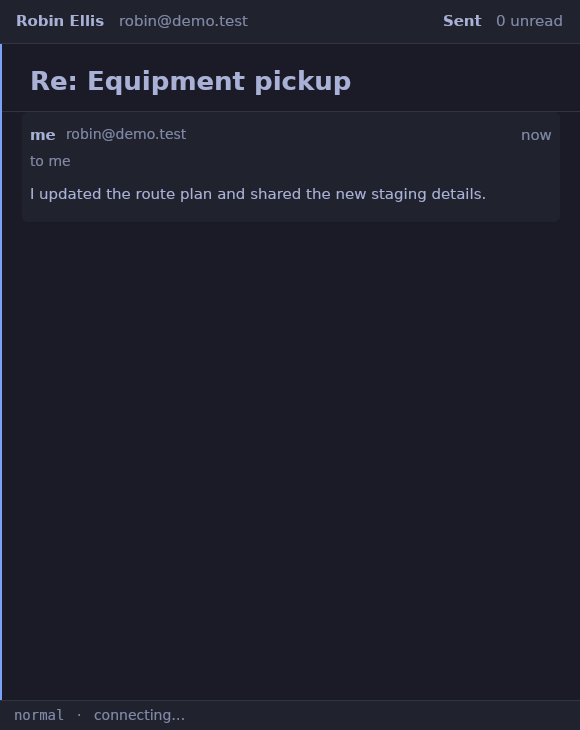 Robin Ellis robin@demo.test Sent 0 unread
Re: Equipment pickup
me robin@demo.test now
to me
I updated the route plan and shared the new staging details.
normal · connecting…